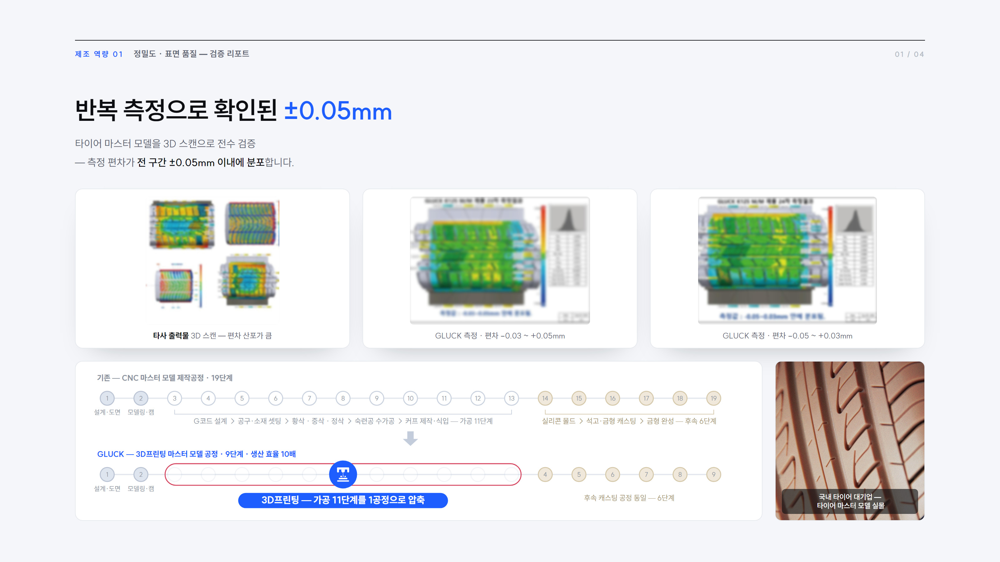 제조 역량 01 정밀도 · 표면 품질 — 검증 리포트
01 / 04
반복 측정으로 확인된 ±0.05mm
타이어 마스터 모델을 3D 스캔으로 전수 검증
— 측정 편차가 전 구간 ±0.05mm 이내에 분포합니다.
타사 출력물 3D 스캔 — 편차 산포가 큼
GLUCK 측정 · 편차 −0.03 ~ +0.05mm
GLUCK 측정 · 편차 −0.05 ~ +0.03mm
기존 — CNC 마스터 모델 제작공정 · 19단계
1 2 3 4 5 6 7 8 9 10 11 12 13 14 15 16 17 18 19
설계·도면 모델링·캠
G코드 설계 > 공구·소재 셋팅 > 황삭 · 중삭 · 정삭 > 숙련공 수가공 > 커프 제작·식입 — 가공 11단계
실리콘 몰드 > 석고·금형 캐스팅 > 금형 완성 — 후속 6단계
GLUCK — 3D프린팅 마스터 모델 공정 · 9단계 · 생산 효율 10배
1 2 4 5 6 7 8 9
설계·도면 모델링·캠
3D프린팅 — 가공 11단계를 1공정으로 압축
후속 캐스팅 공정 동일 — 6단계
국내 타이어 대기업 —
타이어 마스터 모델 실물